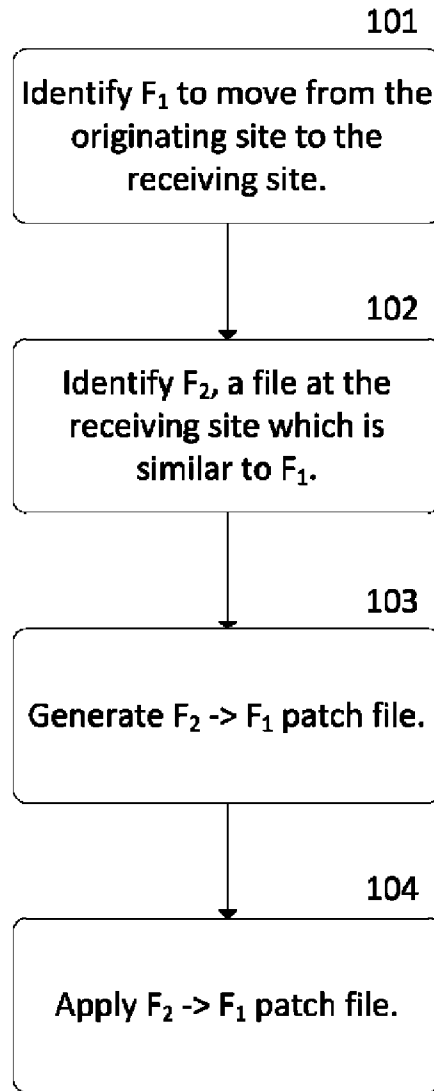 101
Identify F₁ to move from the
originating site to the
receiving site.
102
Identify F₂, a file at the
receiving site which is
similar to F₁.
103
Generate F₂ -> F₁ patch file.
104
Apply F₂ -> F₁ patch file.